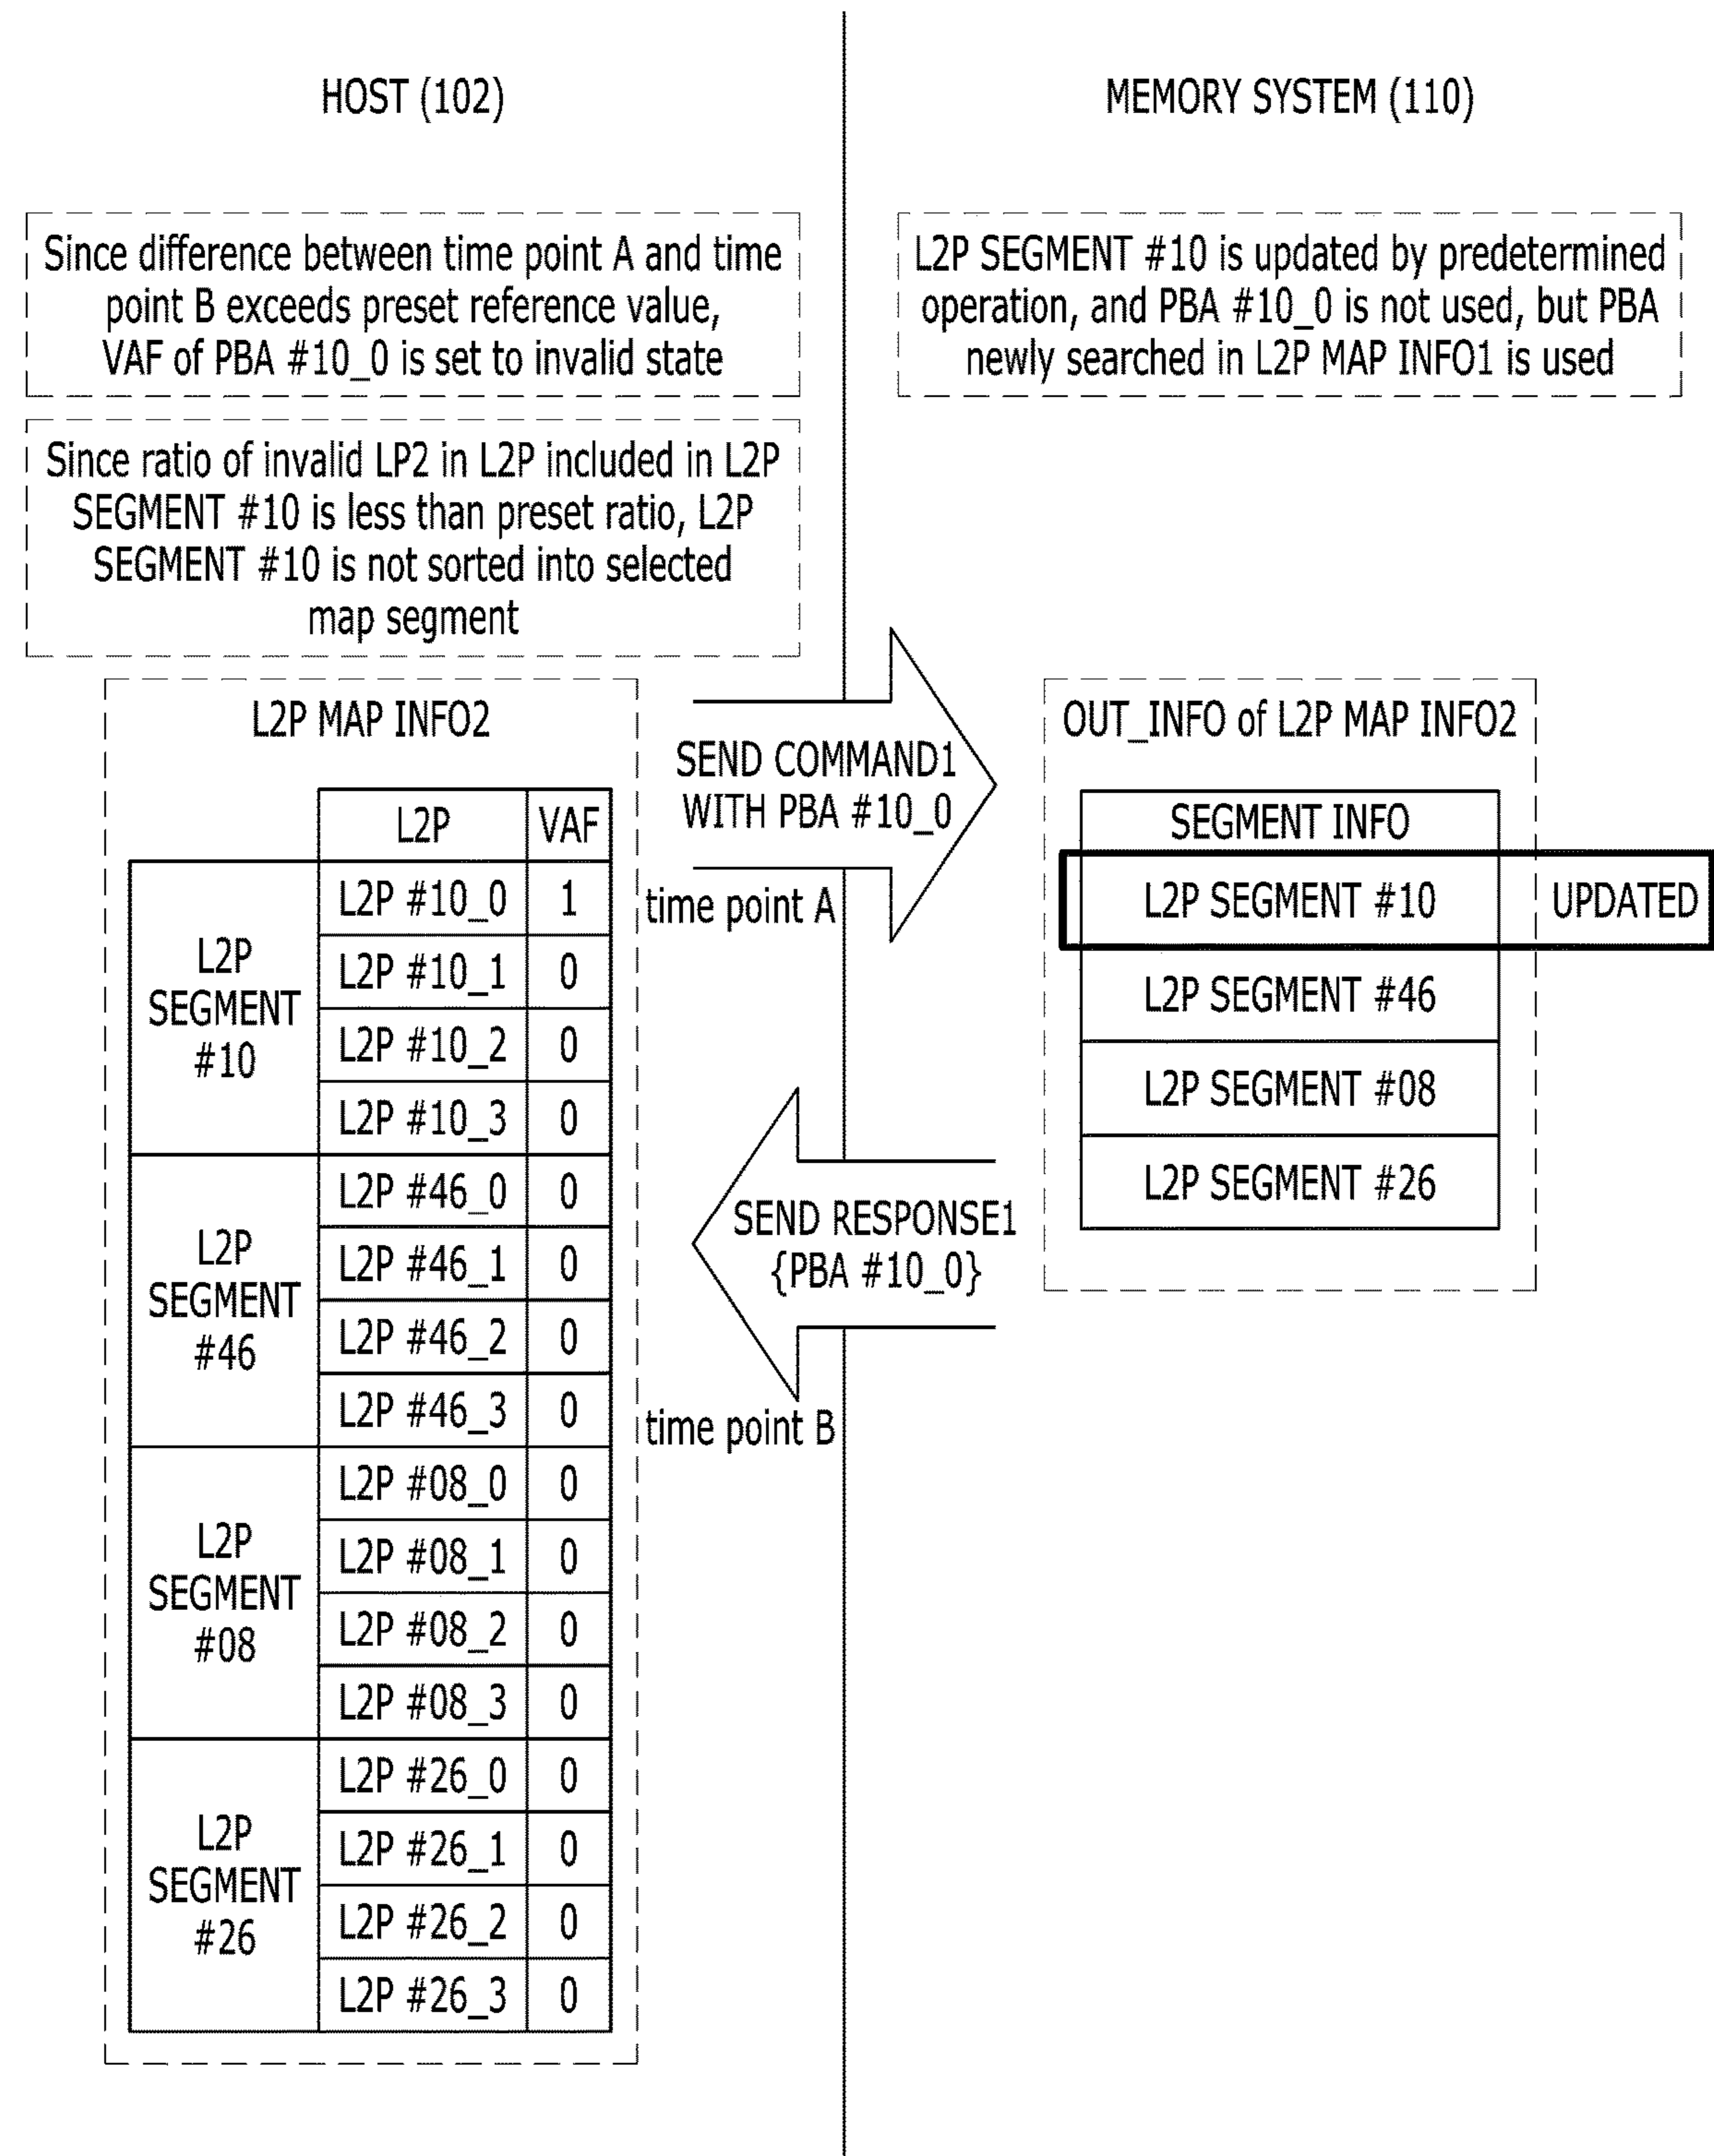 HOST (102)
MEMORY SYSTEM (110)
Since difference between time point A and time
point B exceeds preset reference value,
VAF of PBA #10_0 is set to invalid state
Since ratio of invalid LP2 in L2P included in L2P
SEGMENT #10 is less than preset ratio, L2P
SEGMENT #10 is not sorted into selected
map segment
L2P SEGMENT #10 is updated by predetermined
operation, and PBA #10_0 is not used, but PBA
newly searched in L2P MAP INFO1 is used
L2P MAP INFO2
L2P VAF
L2P
SEGMENT
#10
L2P #10_0 1
L2P #10_1 0
L2P #10_2 0
L2P #10_3 0
L2P
SEGMENT
#46
L2P #46_0 0
L2P #46_1 0
L2P #46_2 0
L2P #46_3 0
L2P
SEGMENT
#08
L2P #08_0 0
L2P #08_1 0
L2P #08_2 0
L2P #08_3 0
L2P
SEGMENT
#26
L2P #26_0 0
L2P #26_1 0
L2P #26_2 0
L2P #26_3 0
SEND COMMAND1
WITH PBA #10_0
time point A
SEND RESPONSE1
{PBA #10_0}
time point B
OUT_INFO of L2P MAP INFO2
SEGMENT INFO
L2P SEGMENT #10 UPDATED
L2P SEGMENT #46
L2P SEGMENT #08
L2P SEGMENT #26